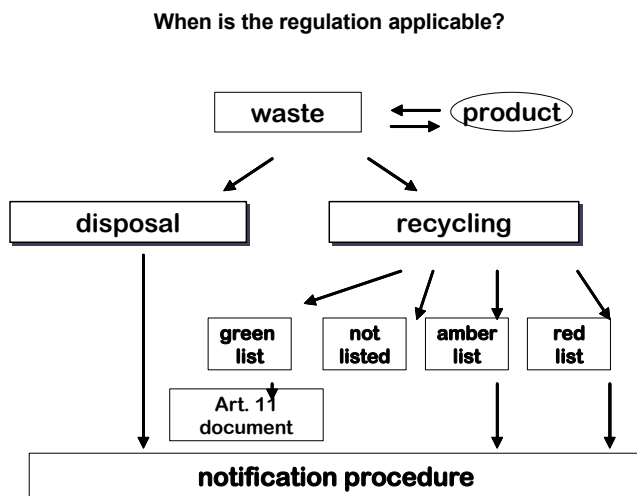 When is the regulation applicable?
waste
product
disposal
recycling
green
list
not
listed
amber
list
red
list
Art. 11
document
notification procedure